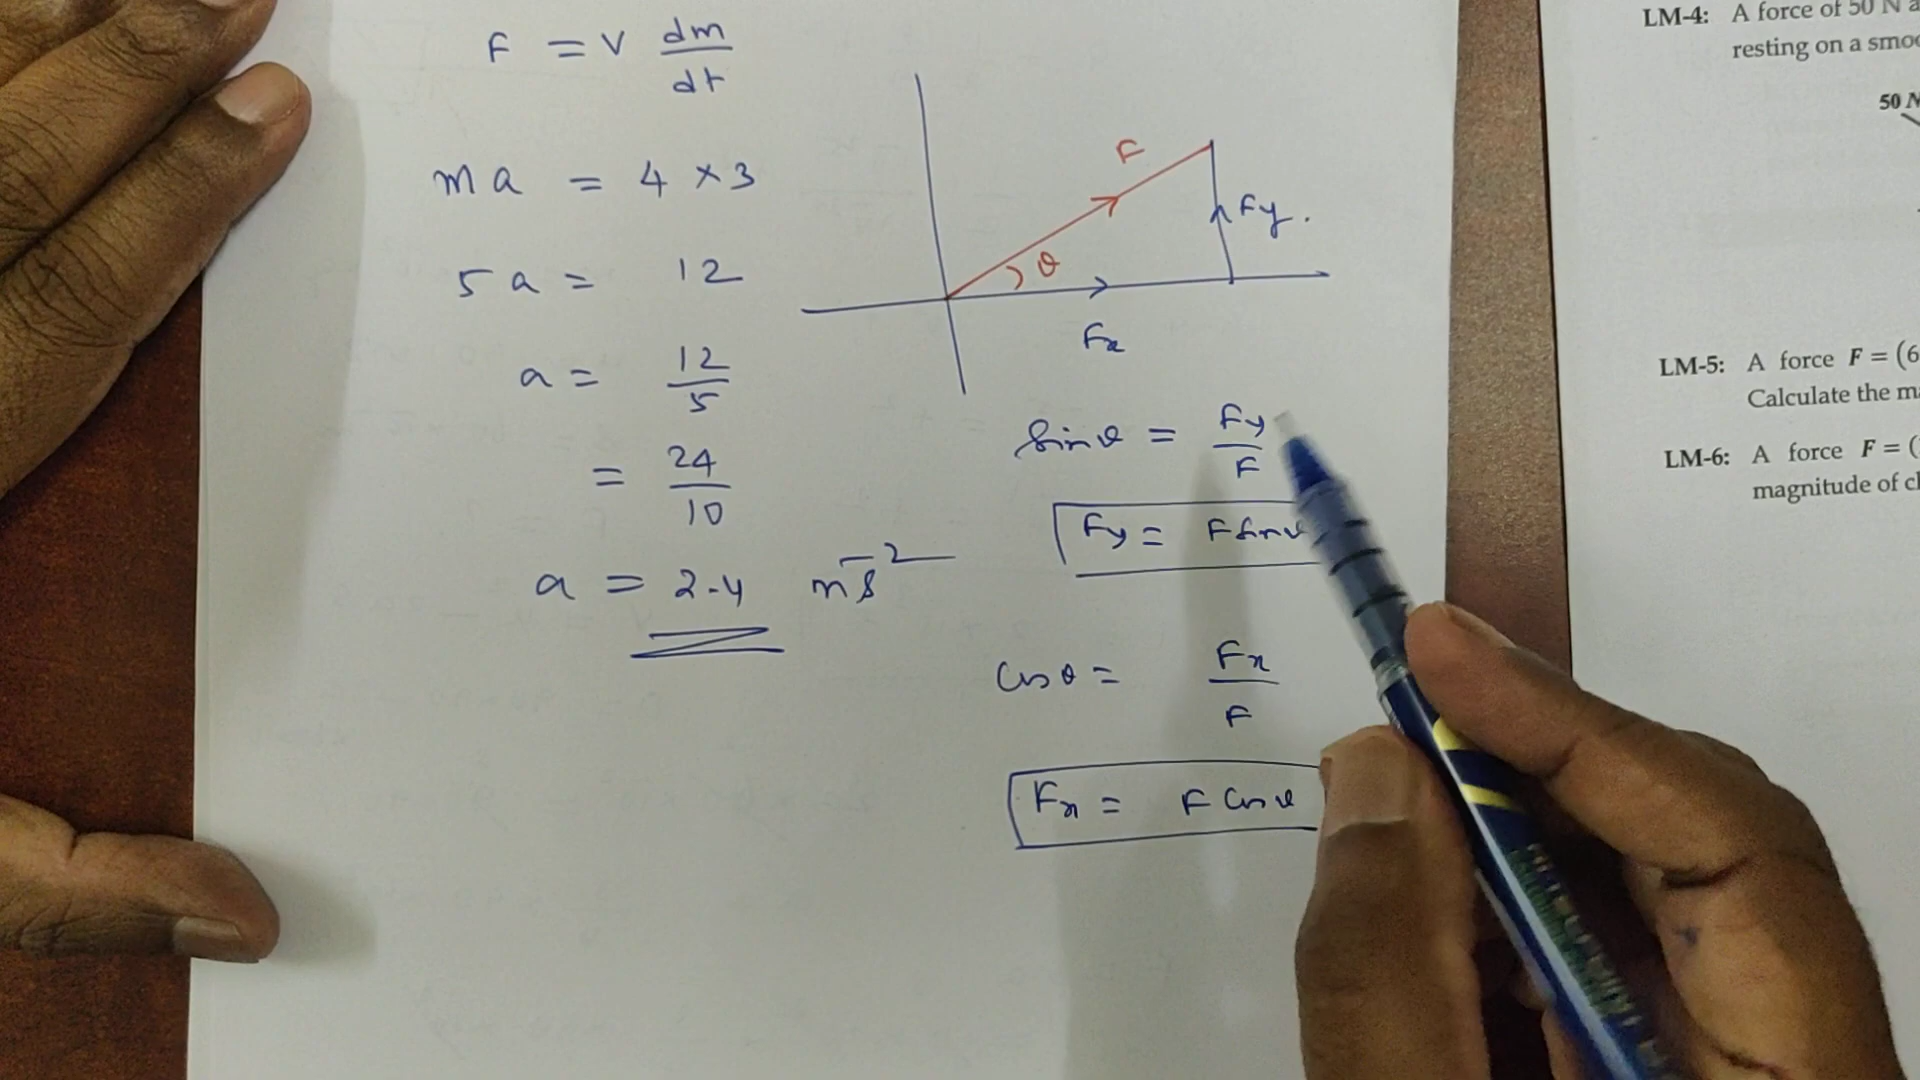 F = v dm/dt
ma = 4 × 3
5a = 12
a = 12/5
= 24/10
a = 2.4 ms⁻²
F
Fy.
θ
Fx
Sinθ = Fy/F
Fy = F Sinθ
Cosθ = Fx/F
Fx = F Cosθ
LM-4: A force of 50 N a
resting on a smoo
50 N
LM-5: A force F = (6
Calculate the m
LM-6: A force F = (
magnitude of c